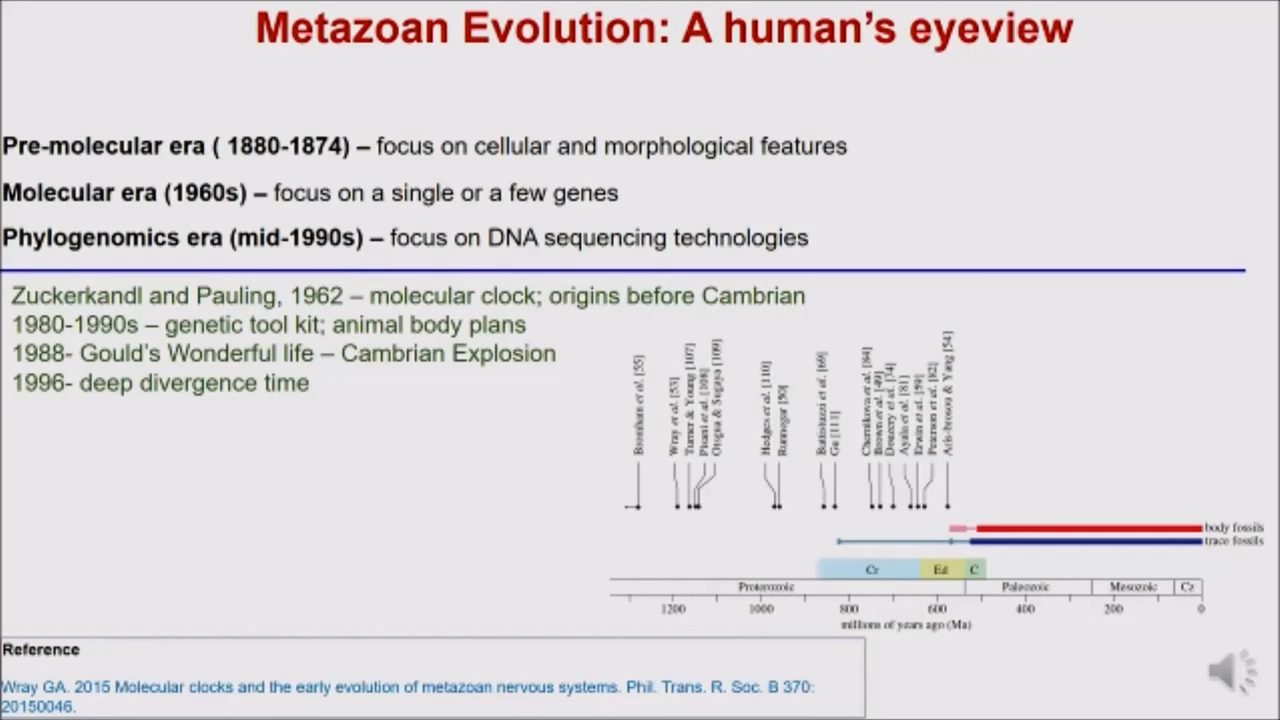 Metazoan Evolution: A human's eyeview
Pre-molecular era ( 1880-1874) – focus on cellular and morphological features
Molecular era (1960s) – focus on a single or a few genes
Phylogenomics era (mid-1990s) – focus on DNA sequencing technologies
Zuckerkandl and Pauling, 1962 – molecular clock; origins before Cambrian
1980-1990s – genetic tool kit; animal body plans
1988- Gould's Wonderful life – Cambrian Explosion
1996- deep divergence time
Bromham et al. [55]
Wray et al. [53]
Turner & Young [107]
Pisani et al. [108]
Otsuga & Sugaya [109]
Hedges et al. [110]
Runnegar [50]
Battistuzzi et al. [69]
Gu [111]
Chernikova et al. [84]
Brown et al. [49]
Douzery et al. [74]
Ayala et al. [81]
Erwin et al. [59]
Peterson et al. [82]
Aris-brosou & Yang [54]
body fossils
trace fossils
Cr Ed C
Proterozoic Paleozoic Mesozoic Cz
1200 1000 800 600 400 200 0
millions of years ago (Ma)
Reference
Wray GA. 2015 Molecular clocks and the early evolution of metazoan nervous systems. Phil. Trans. R. Soc. B 370:
20150046.